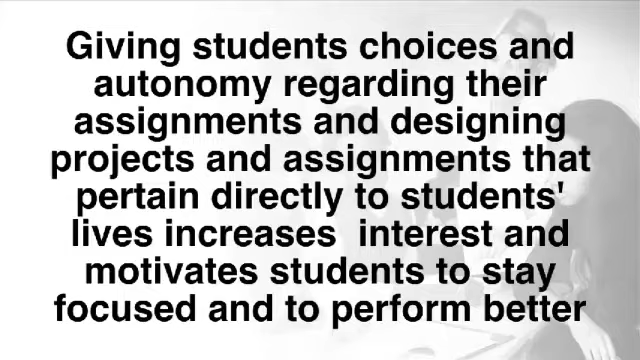 Giving students choices and
autonomy regarding their
assignments and designing
projects and assignments that
pertain directly to students'
lives increases  interest and
motivates students to stay
focused and to perform better